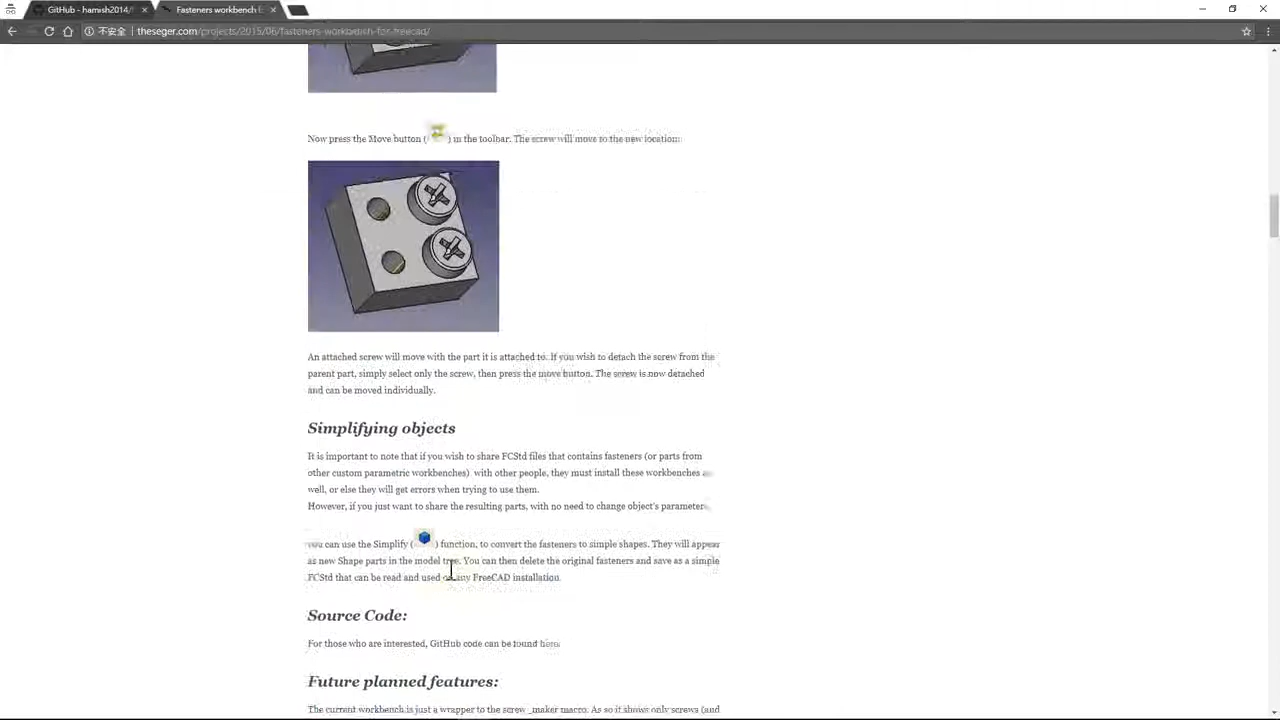 GitHub - hamish2014/
Fasteners workbench
不安全 | theseger.com/projects/2015/06/fasteners-workbench-for-freecad/
Now press the Move button ( ) in the toolbar. The screw will move to the new location:
An attached screw will move with the part it is attached to. If you wish to detach the screw from the
parent part, simply select only the screw, then press the move button. The screw is now detached
and can be moved individually.
Simplifying objects
It is important to note that if you wish to share FCStd files that contains fasteners (or parts from
other custom parametric workbenches) with other people, they must install these workbenches as
well, or else they will get errors when trying to use them.
However, if you just want to share the resulting parts, with no need to change object's parameters,
you can use the Simplify ( ) function, to convert the fasteners to simple shapes. They will appear
as new Shape parts in the model tree. You can then delete the original fasteners and save as a simple
FCStd that can be read and used on any FreeCAD installation.
Source Code:
For those who are interested, GitHub code can be found here.
Future planned features:
The current workbench is just a wrapper to the screw_maker macro. As so it shows only screws (and